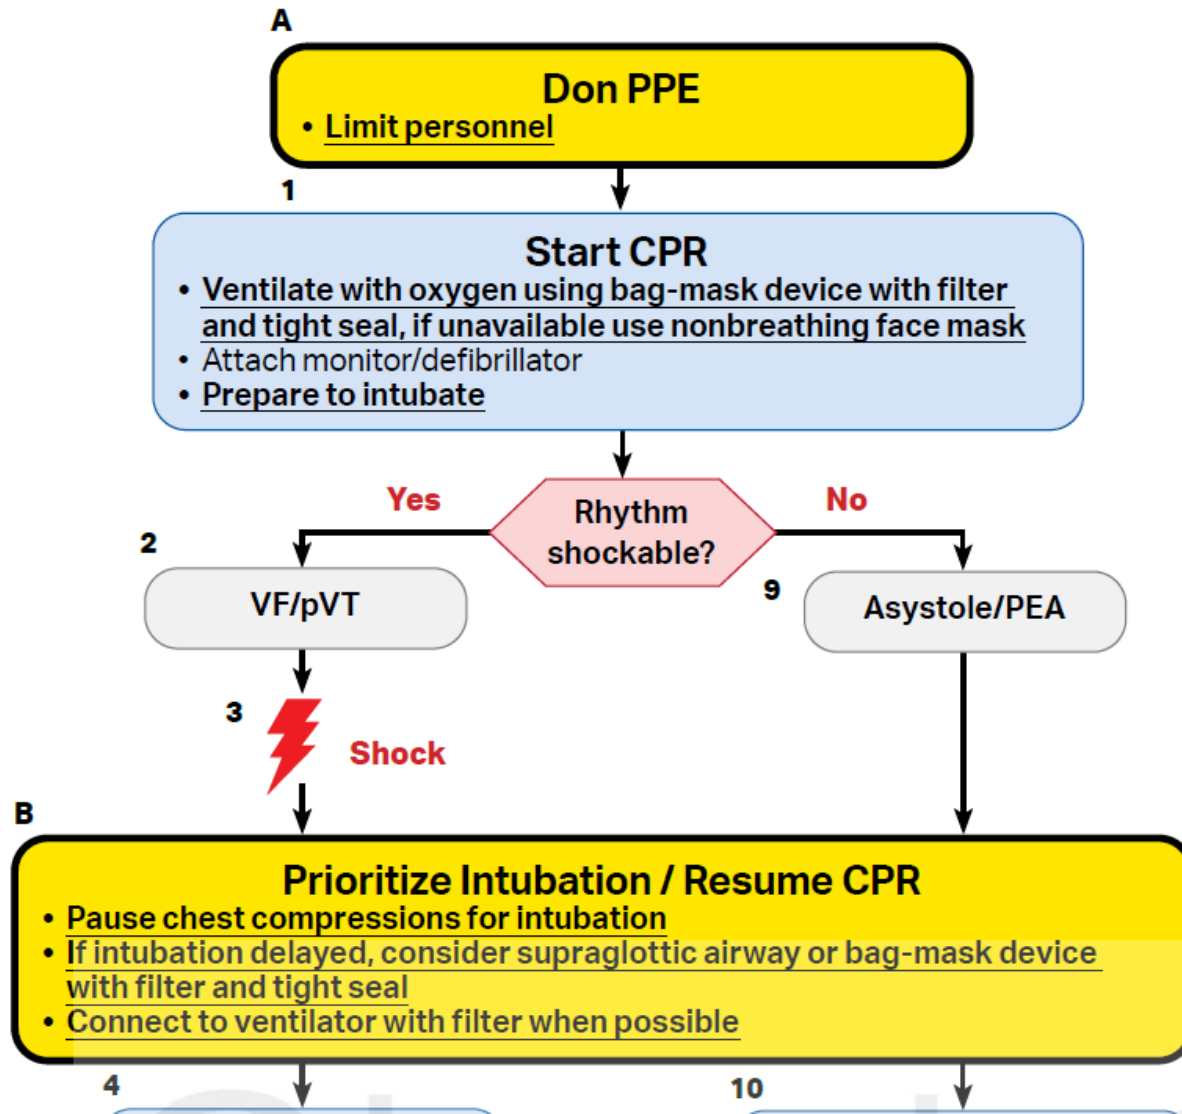 A
Don PPE
• Limit personnel
1
Start CPR
• Ventilate with oxygen using bag-mask device with filter
and tight seal, if unavailable use nonbreathing face mask
• Attach monitor/defibrillator
• Prepare to intubate
Yes
Rhythm
shockable?
No
2
VF/pVT
9
Asystole/PEA
3
Shock
B
Prioritize Intubation / Resume CPR
• Pause chest compressions for intubation
• If intubation delayed, consider supraglottic airway or bag-mask device
with filter and tight seal
• Connect to ventilator with filter when possible
4
10